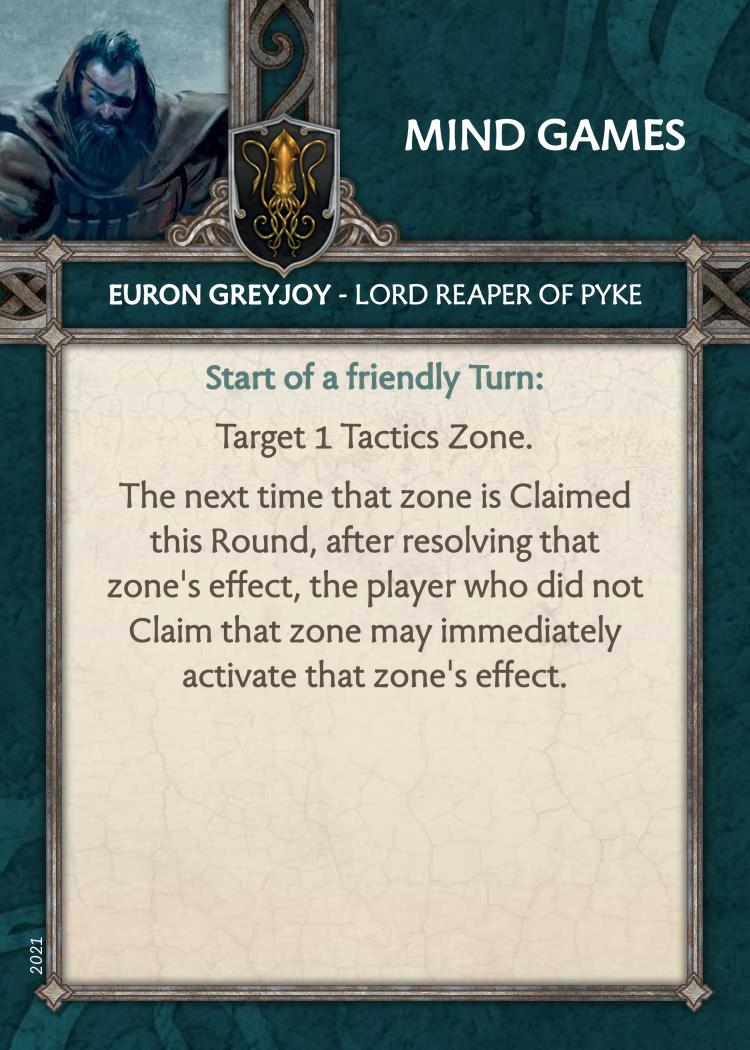 MIND GAMES
EURON GREYJOY - LORD REAPER OF PYKE
Start of a friendly Turn:
Target 1 Tactics Zone.
The next time that zone is Claimed
this Round, after resolving that
zone's effect, the player who did not
Claim that zone may immediately
activate that zone's effect.
2021